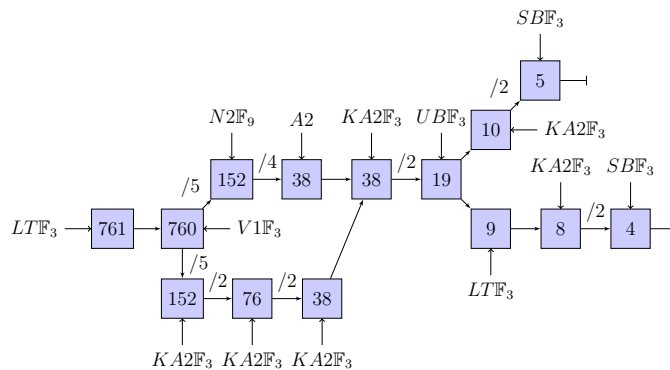 SB𝔽₃
/2
5
N2𝔽₉ A2 KA2𝔽₃ UB𝔽₃
10 KA2𝔽₃
/5 152 /4 38 38 /2 19
KA2𝔽₃ SB𝔽₃
LT𝔽₃ 761 760 V1𝔽₃ 9 8 /2 4
/5 /2 /2
152 76 38
LT𝔽₃
KA2𝔽₃ KA2𝔽₃ KA2𝔽₃